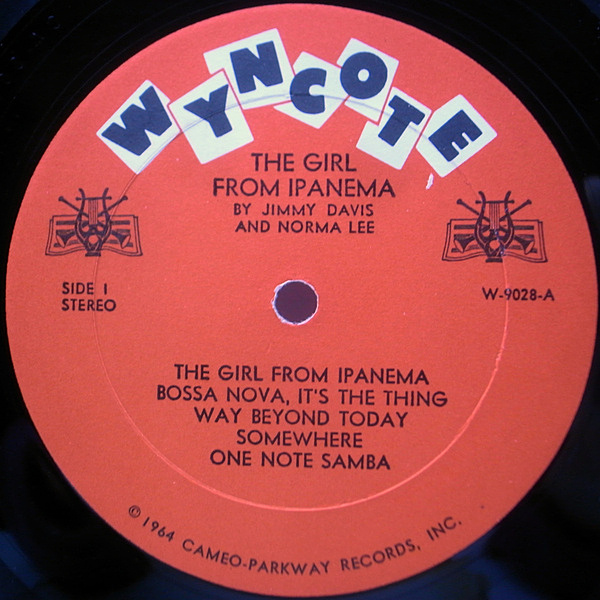 WYNCOTE
THE GIRL
FROM IPANEMA
BY JIMMY DAVIS
AND NORMA LEE
SIDE 1
STEREO
W-9028-A
THE GIRL FROM IPANEMA
BOSSA NOVA, IT'S THE THING
WAY BEYOND TODAY
SOMEWHERE
ONE NOTE SAMBA
© 1964 CAMEO-PARKWAY RECORDS, INC.